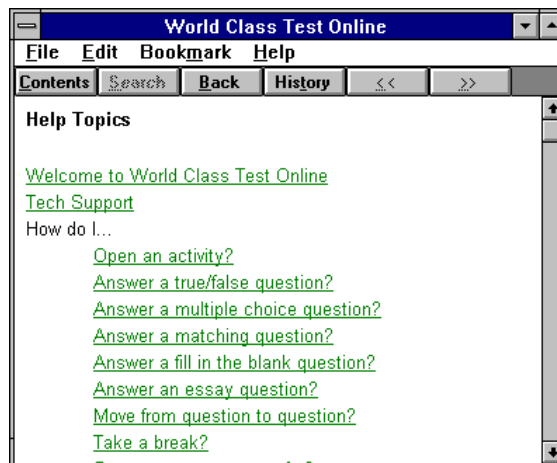 World Class Test Online
File Edit Bookmark Help
Contents Search Back History << >>
Help Topics
Welcome to World Class Test Online
Tech Support
How do I...
Open an activity?
Answer a true/false question?
Answer a multiple choice question?
Answer a matching question?
Answer a fill in the blank question?
Answer an essay question?
Move from question to question?
Take a break?